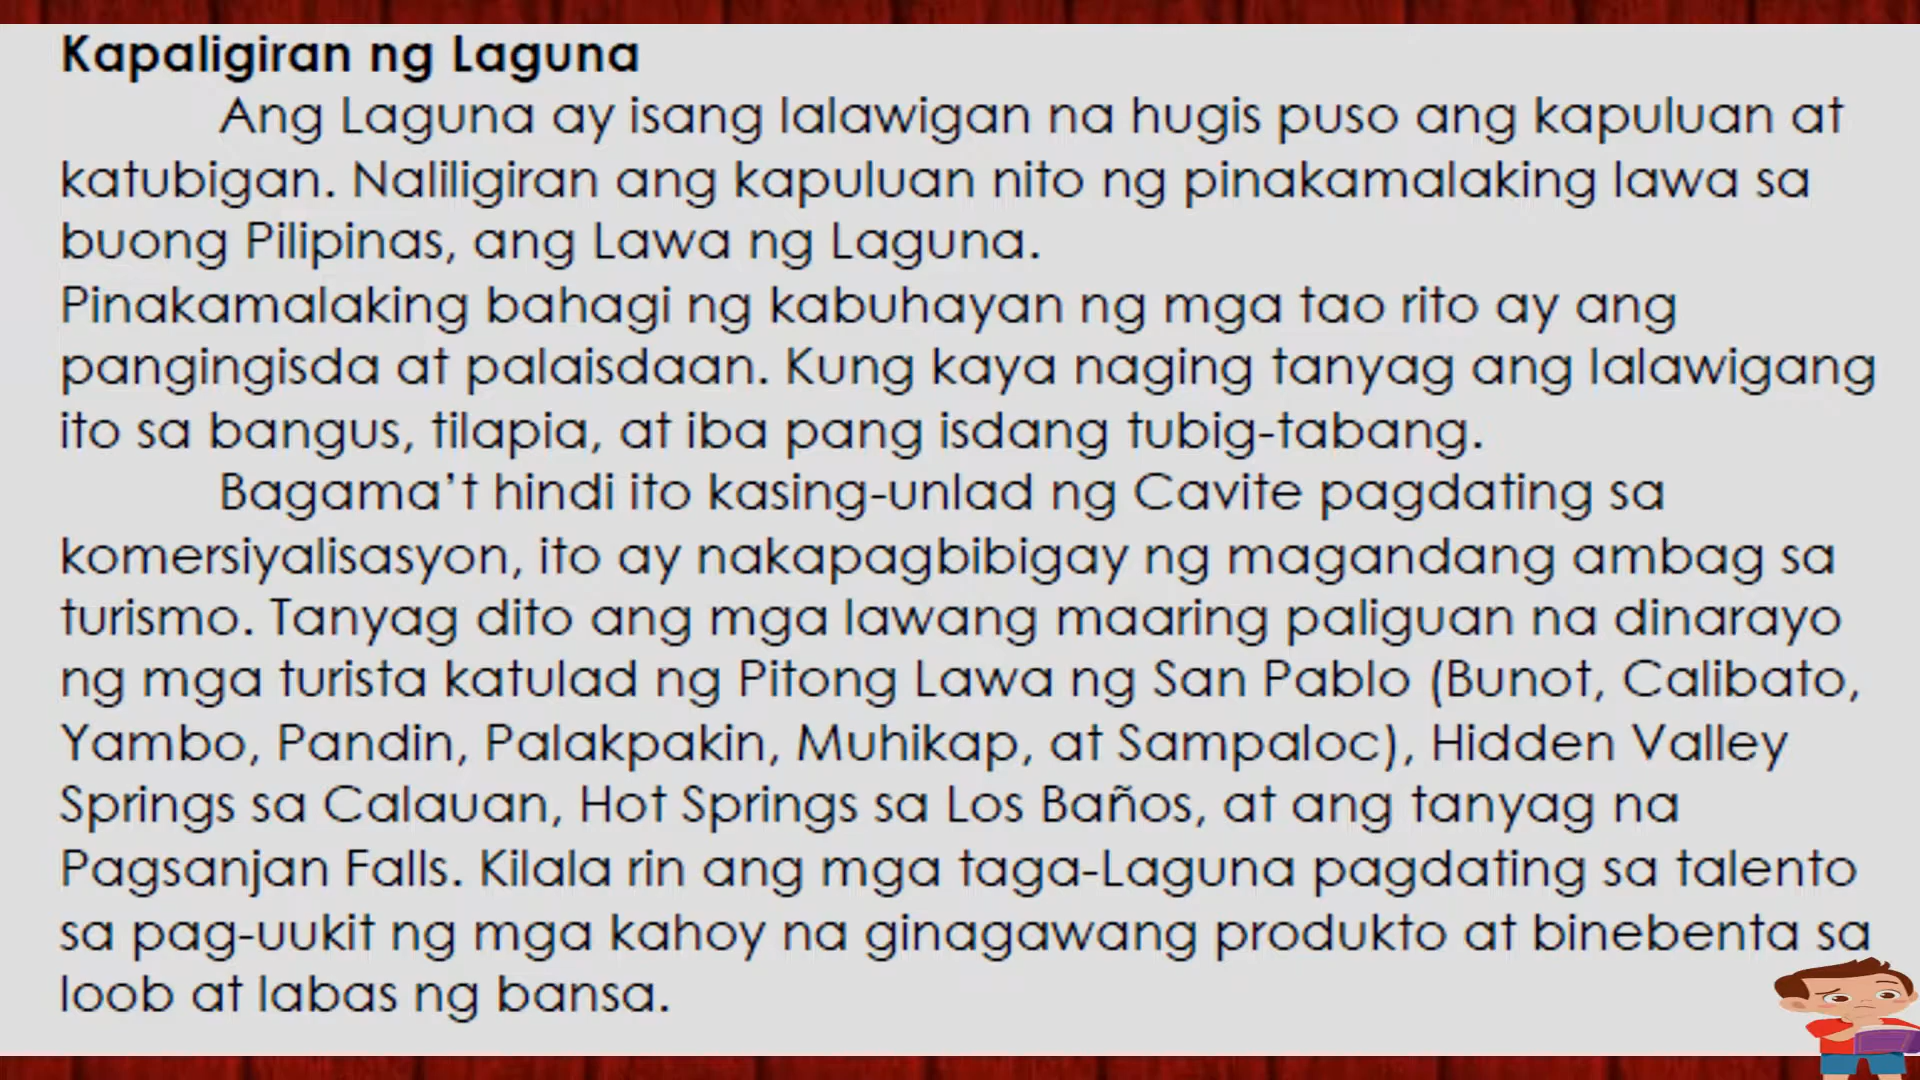 Kapaligiran ng Laguna
Ang Laguna ay isang lalawigan na hugis puso ang kapuluan at
katubigan. Naliligiran ang kapuluan nito ng pinakamalaking lawa sa
buong Pilipinas, ang Lawa ng Laguna.
Pinakamalaking bahagi ng kabuhayan ng mga tao rito ay ang
pangingisda at palaisdaan. Kung kaya naging tanyag ang lalawigang
ito sa bangus, tilapia, at iba pang isdang tubig-tabang.
Bagama’t hindi ito kasing-unlad ng Cavite pagdating sa
komersiyalisasyon, ito ay nakapagbibigay ng magandang ambag sa
turismo. Tanyag dito ang mga lawang maaring paliguan na dinarayo
ng mga turista katulad ng Pitong Lawa ng San Pablo (Bunot, Calibato,
Yambo, Pandin, Palakpakin, Muhikap, at Sampaloc), Hidden Valley
Springs sa Calauan, Hot Springs sa Los Baños, at ang tanyag na
Pagsanjan Falls. Kilala rin ang mga taga-Laguna pagdating sa talento
sa pag-uukit ng mga kahoy na ginagawang produkto at binebenta sa
loob at labas ng bansa.